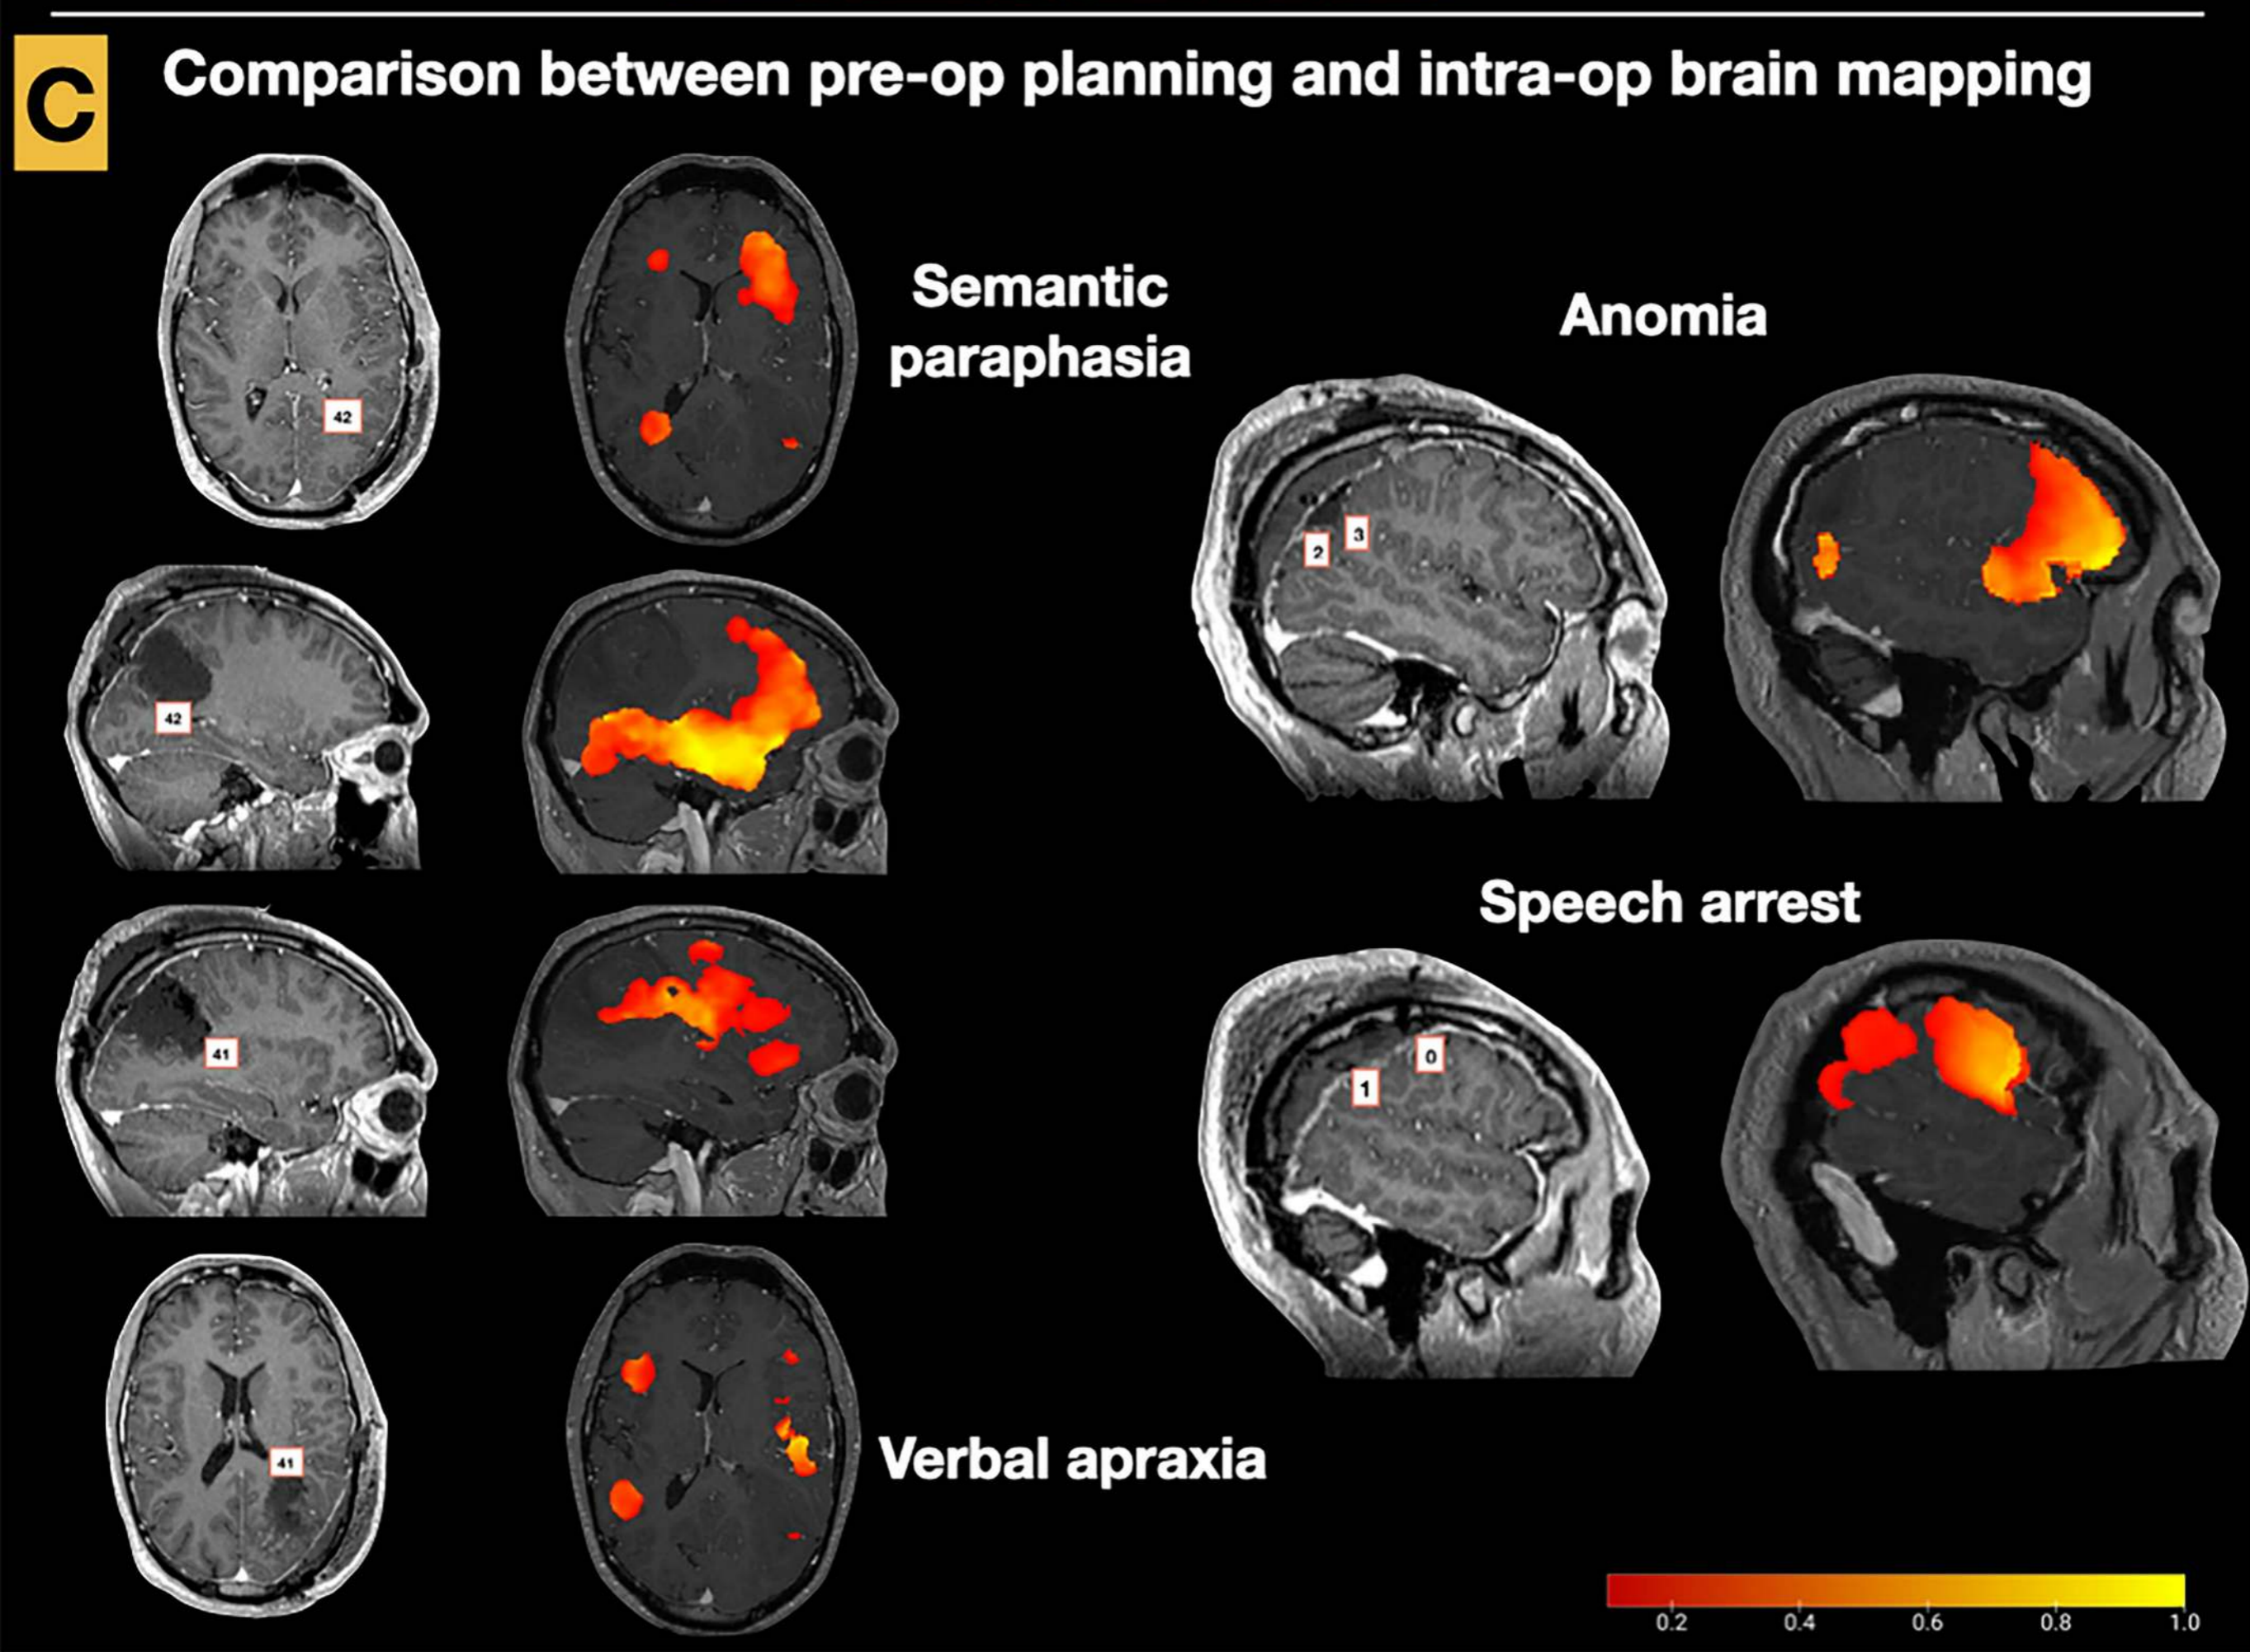 C
Comparison between pre-op planning and intra-op brain mapping
42
Semantic
paraphasia
42
41
41
Verbal apraxia
Anomia
2
3
Speech arrest
0
1
0.2 0.4 0.6 0.8 1.0